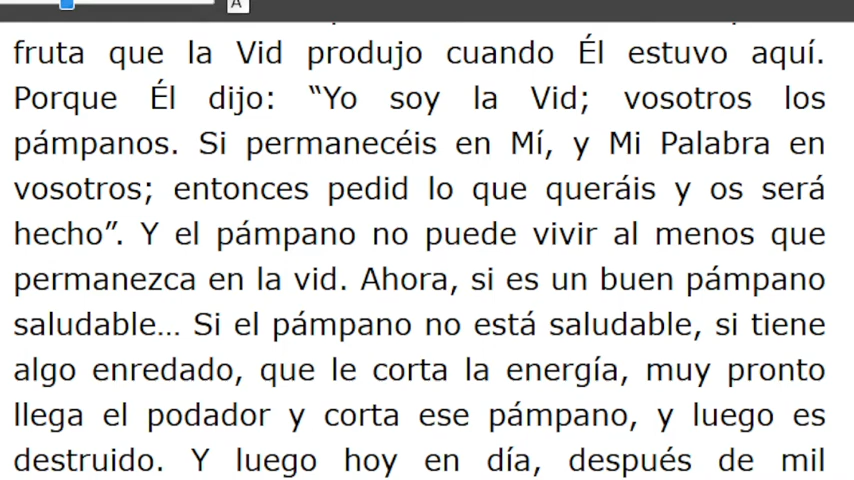 A
fruta que la Vid produjo cuando Él estuvo aquí.
Porque Él dijo: “Yo soy la Vid; vosotros los
pámpanos. Si permanecéis en Mí, y Mi Palabra en
vosotros; entonces pedid lo que queráis y os será
hecho”. Y el pámpano no puede vivir al menos que
permanezca en la vid. Ahora, si es un buen pámpano
saludable… Si el pámpano no está saludable, si tiene
algo enredado, que le corta la energía, muy pronto
llega el podador y corta ese pámpano, y luego es
destruido. Y luego hoy en día, después de mil